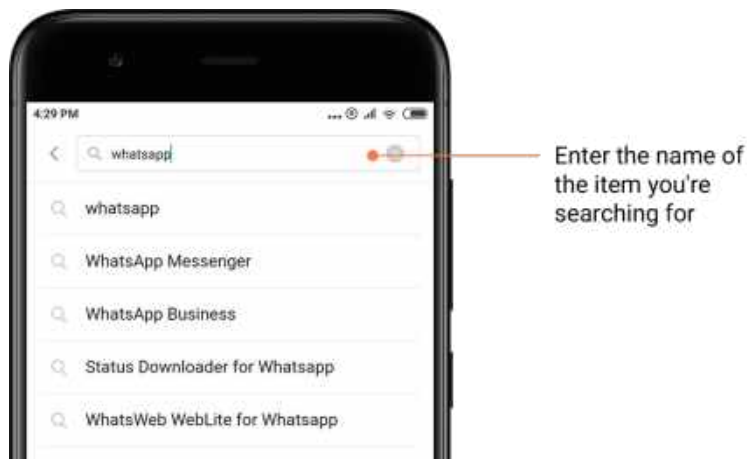 4:29 PM
whatsapp
Enter the name of
the item you're
searching for
whatsapp
WhatsApp Messenger
WhatsApp Business
Status Downloader for Whatsapp
WhatsWeb WebLite for Whatsapp